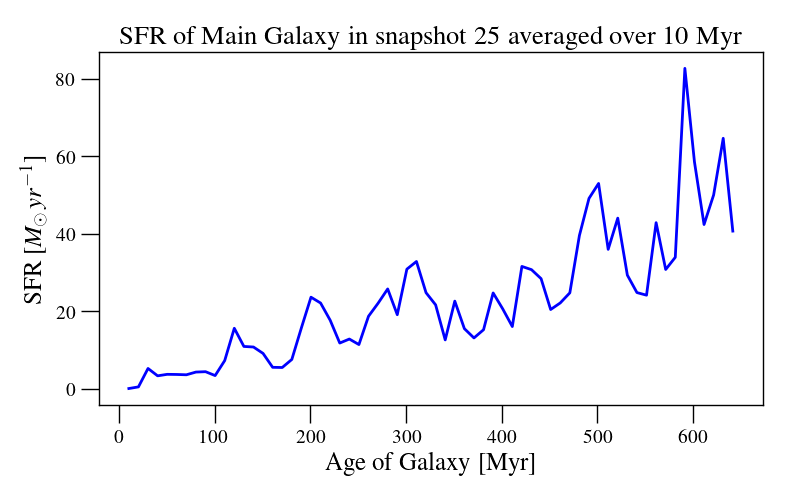 SFR of Main Galaxy in snapshot 25 averaged over 10 Myr
SFR [M☉ yr⁻¹]
80
60
40
20
0
0 100 200 300 400 500 600
Age of Galaxy [Myr]